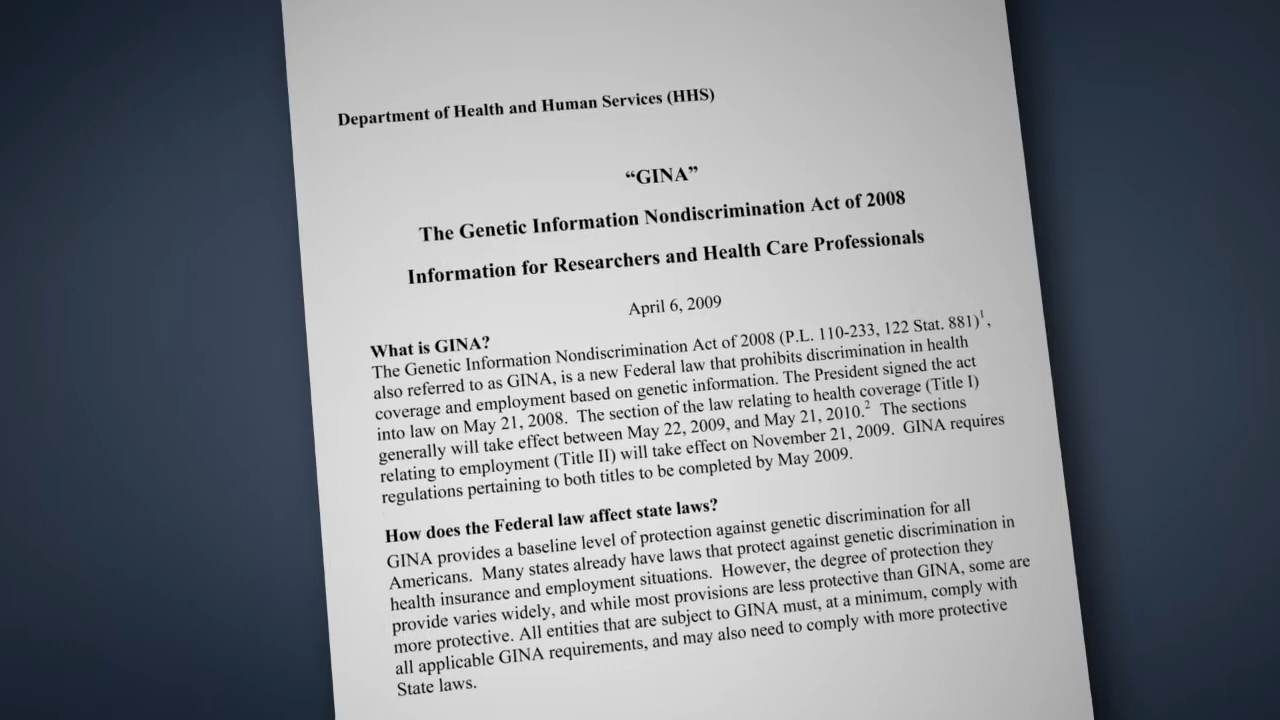 Department of Health and Human Services (HHS)
“GINA”
The Genetic Information Nondiscrimination Act of 2008
Information for Researchers and Health Care Professionals
April 6, 2009
What is GINA?
The Genetic Information Nondiscrimination Act of 2008 (P.L. 110-233, 122 Stat. 881)¹,
also referred to as GINA, is a new Federal law that prohibits discrimination in health
coverage and employment based on genetic information. The President signed the act
into law on May 21, 2008. The section of the law relating to health coverage (Title I)
generally will take effect between May 22, 2009, and May 21, 2010.² The sections
relating to employment (Title II) will take effect on November 21, 2009. GINA requires
regulations pertaining to both titles to be completed by May 2009.
How does the Federal law affect state laws?
GINA provides a baseline level of protection against genetic discrimination for all
Americans. Many states already have laws that protect against genetic discrimination in
health insurance and employment situations. However, the degree of protection they
provide varies widely, and while most provisions are less protective than GINA, some are
more protective. All entities that are subject to GINA must, at a minimum, comply with
all applicable GINA requirements, and may also need to comply with more protective
State laws.